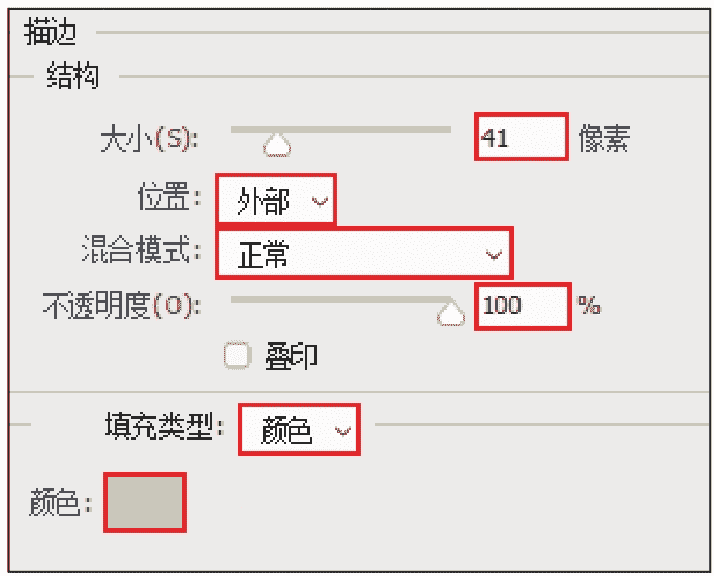 描边
结构
大小(S): 41 像素
位置: 外部
混合模式: 正常
不透明度(O): 100 %
叠印
填充类型: 颜色
颜色: